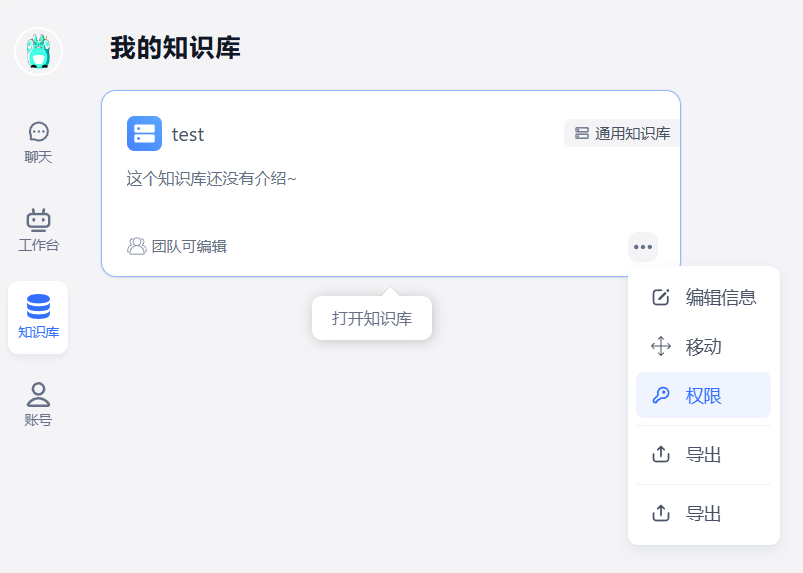 我的知识库
test
通用知识库
这个知识库还没有介绍~
团队可编辑
打开知识库
编辑信息
移动
权限
导出
导出
聊天
工作台
知识库
账号